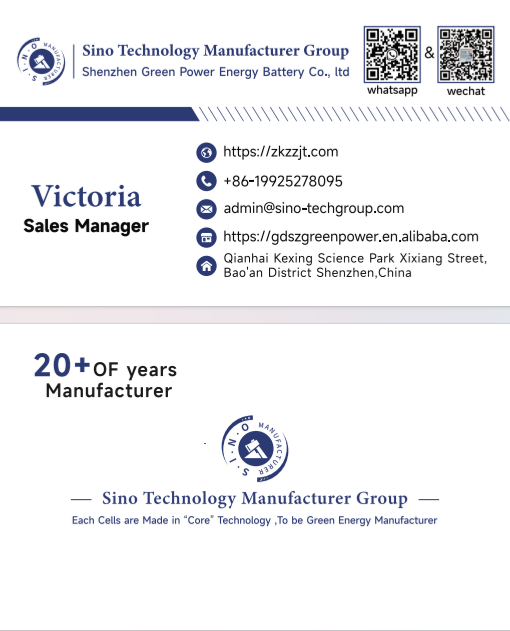 S·I·N·O MANUFACTURER
Sino Technology Manufacturer Group
Shenzhen Green Power Energy Battery Co., ltd
&
whatsapp
wechat
https://zkzzjt.com
+86-19925278095
Victoria
admin@sino-techgroup.com
Sales Manager
https://gdszgreenpower.en.alibaba.com
Qianhai Kexing Science Park Xixiang Street,
Bao'an District Shenzhen,China
20+OF years
Manufacturer
S·I·N·O MANUFACTURER
Sino Technology Manufacturer Group
Each Cells are Made in “Core” Technology ,To be Green Energy Manufacturer